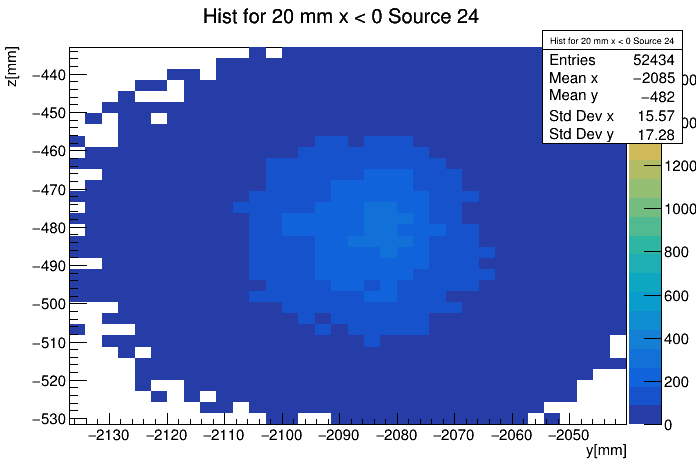 Hist for 20 mm x < 0 Source 24
Hist for 20 mm x < 0 Source 24
Entries 52434
Mean x −2085
Mean y −482
Std Dev x 15.57
Std Dev y 17.28
z[mm]
−440
−450
−460
−470
−480
−490
−500
−510
−520
−530
−2130 −2120 −2110 −2100 −2090 −2080 −2070 −2060 −2050
y[mm]
1200
1000
800
600
400
200
0